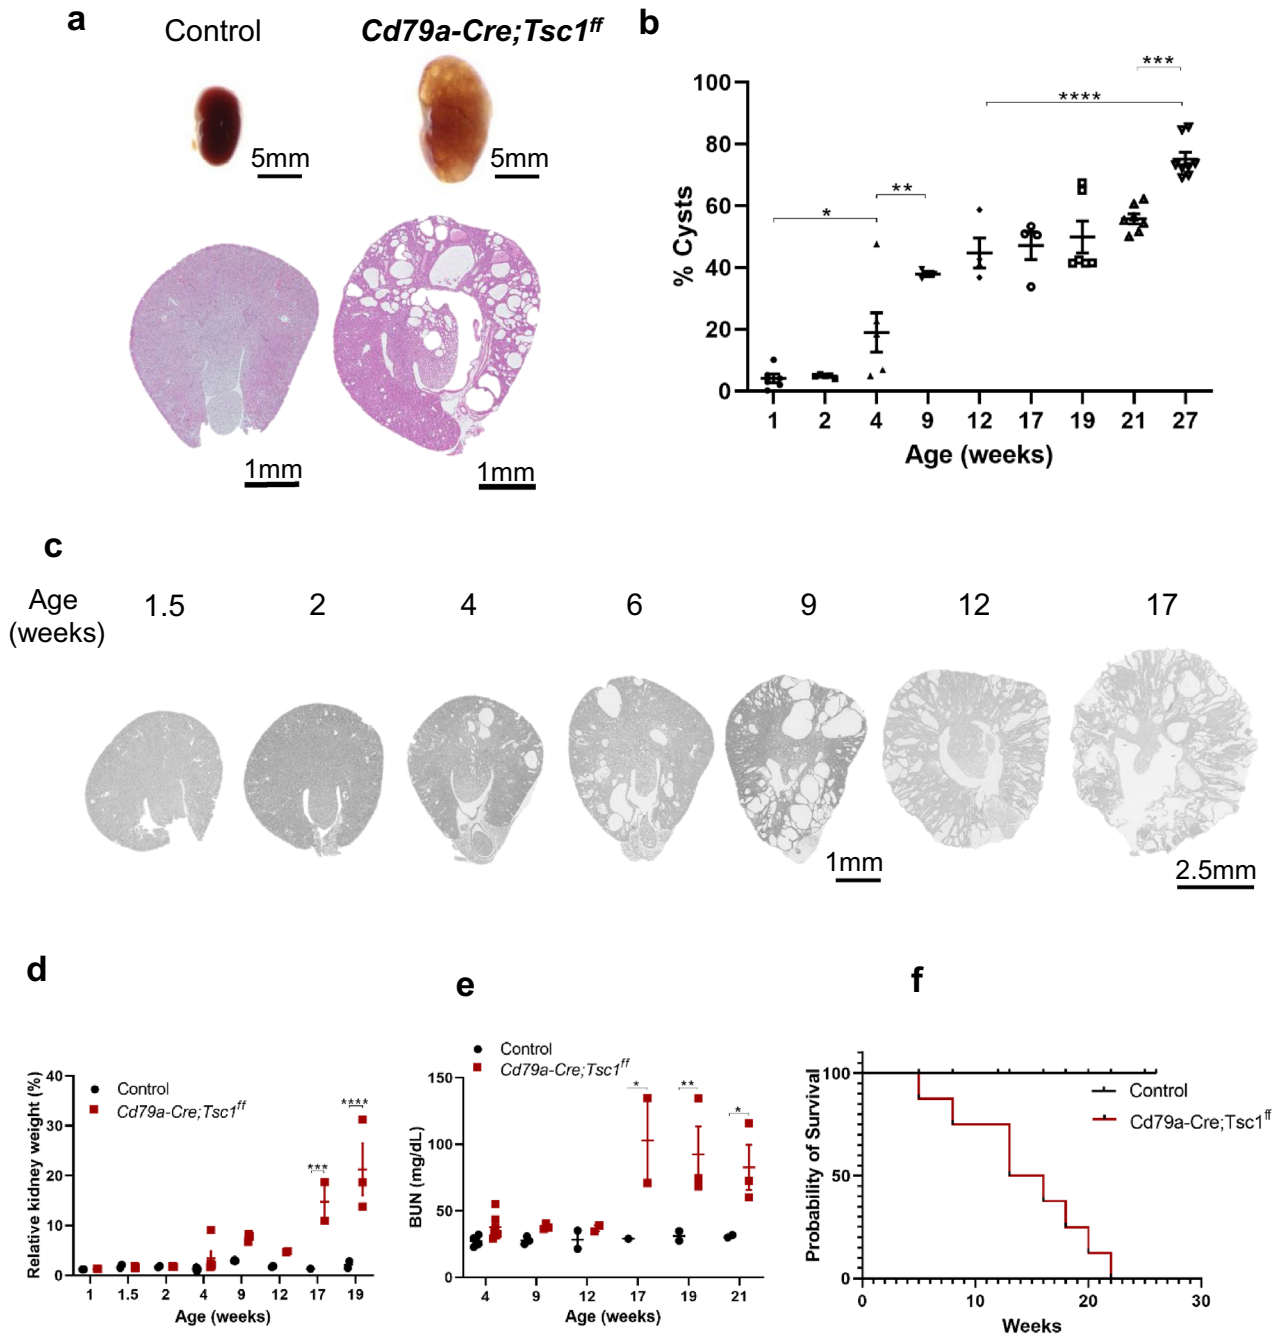 a
Control
Cd79a-Cre;Tsc1ff
5mm
5mm
1mm
1mm
b
100
80
60
40
20
0
% Cysts
*
**
****
***
1 2 4 9 12 17 19 21 27
Age (weeks)
c
Age
(weeks)
1.5 2 4 6 9 12 17
1mm
2.5mm
d
Control
Cd79a-Cre;Tsc1ff
40
30
20
10
0
Relative kidney weight (%)
***
****
1 1.5 2 4 9 12 17 19
Age (weeks)
e
Control
Cd79a-Cre;Tsc1ff
150
100
50
0
BUN (mg/dL)
*
**
*
4 9 12 17 19 21
Age (weeks)
f
100
50
0
Probability of Survival
Control
Cd79a-Cre;Tsc1ff
0 10 20 30
Weeks